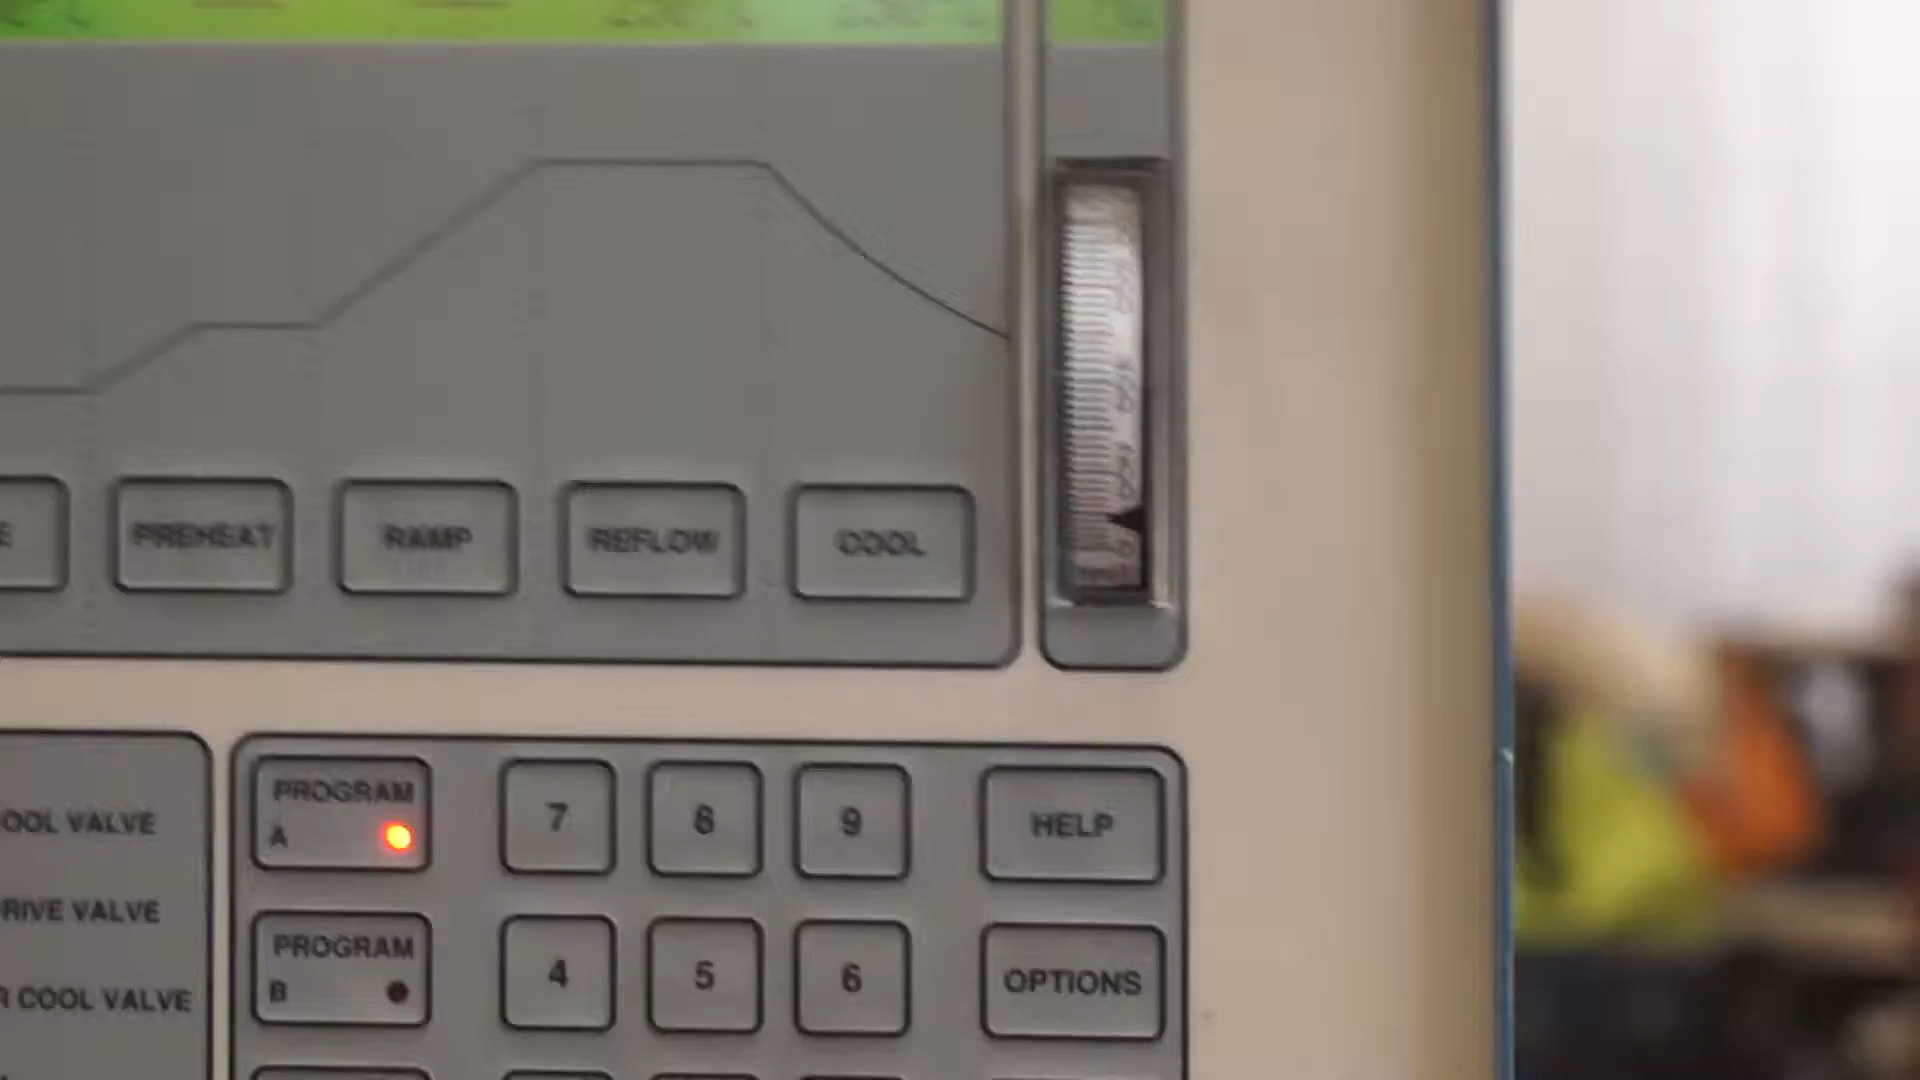 E
PREHEAT
RAMP
REFLOW
COOL
OOL VALVE
RIVE VALVE
R COOL VALVE
PROGRAM
A
7
8
9
HELP
PROGRAM
B
4
5
6
OPTIONS